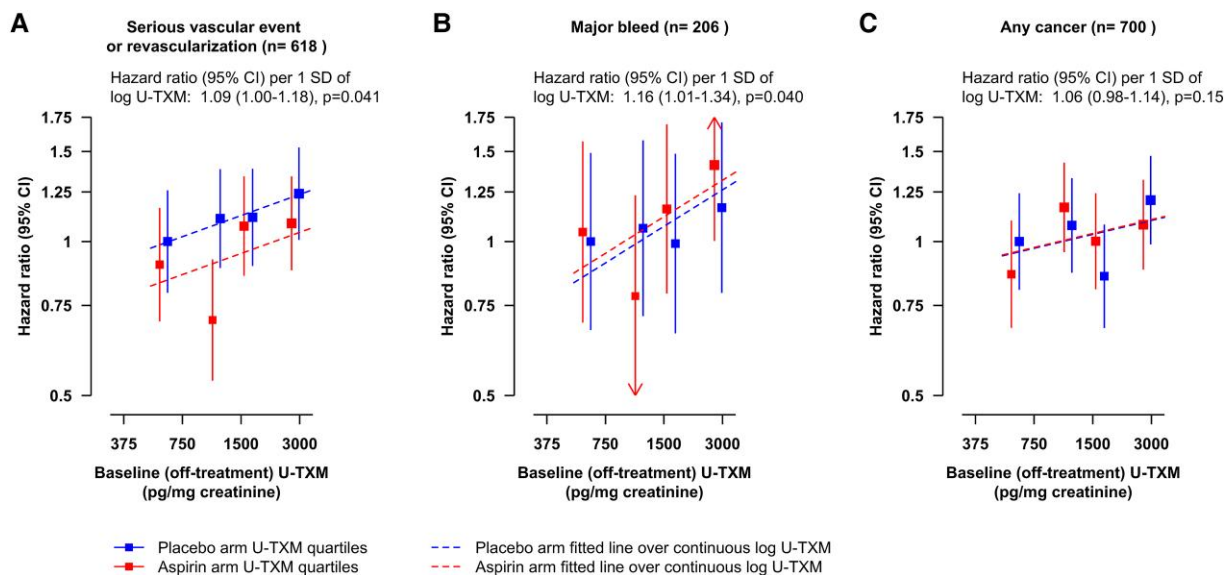 A
Serious vascular event
or revascularization (n= 618 )
Hazard ratio (95% CI) per 1 SD of
log U-TXM: 1.09 (1.00-1.18), p=0.041
1.75
1.5
1.25
1
0.75
0.5
Hazard ratio (95% CI)
375 750 1500 3000
Baseline (off-treatment) U-TXM
(pg/mg creatinine)
B
Major bleed (n= 206 )
Hazard ratio (95% CI) per 1 SD of
log U-TXM: 1.16 (1.01-1.34), p=0.040
1.75
1.5
1.25
1
0.75
0.5
Hazard ratio (95% CI)
375 750 1500 3000
Baseline (off-treatment) U-TXM
(pg/mg creatinine)
C
Any cancer (n= 700 )
Hazard ratio (95% CI) per 1 SD of
log U-TXM: 1.06 (0.98-1.14), p=0.15
1.75
1.5
1.25
1
0.75
0.5
Hazard ratio (95% CI)
375 750 1500 3000
Baseline (off-treatment) U-TXM
(pg/mg creatinine)
Placebo arm U-TXM quartiles
Aspirin arm U-TXM quartiles
Placebo arm fitted line over continuous log U-TXM
Aspirin arm fitted line over continuous log U-TXM